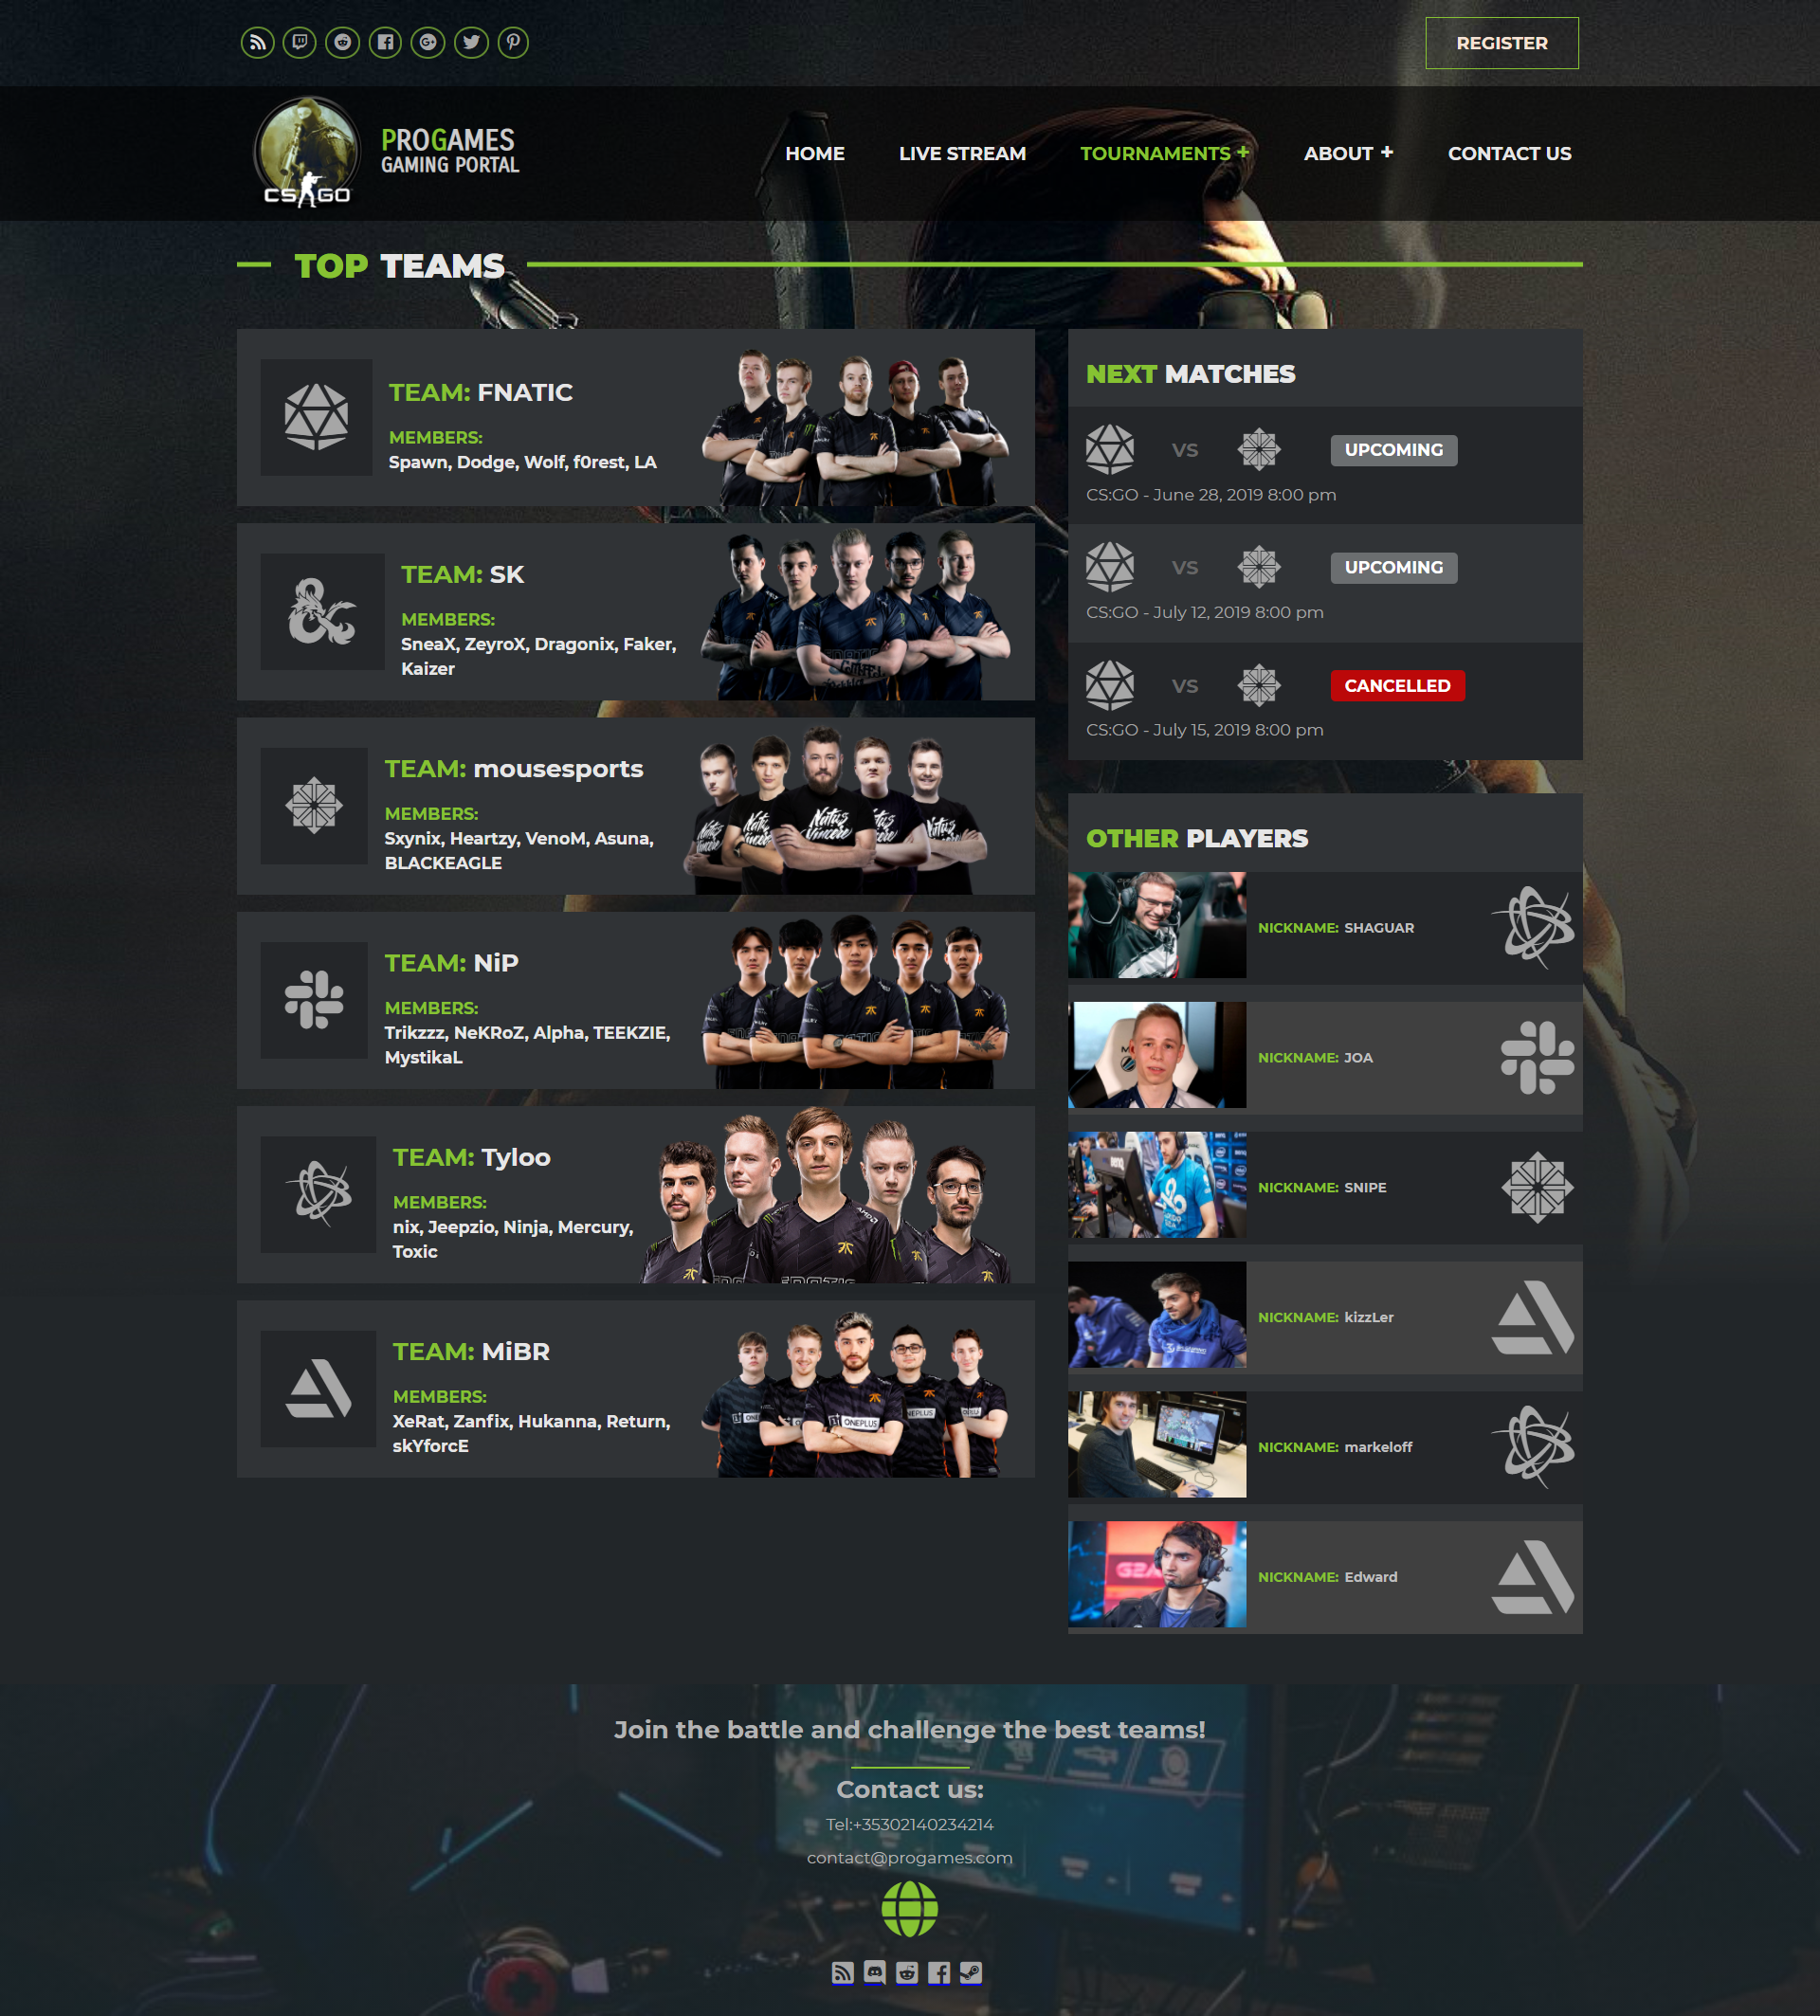 REGISTER
PROGAMES
GAMING PORTAL
CS GO
HOME
LIVE STREAM
TOURNAMENTS +
ABOUT +
CONTACT US
TOP TEAMS
TEAM: FNATIC
MEMBERS:
Spawn, Dodge, Wolf, f0rest, LA
TEAM: SK
MEMBERS:
SneaX, ZeyroX, Dragonix, Faker,
Kaizer
TEAM: mousesports
MEMBERS:
Sxynix, Heartzy, VenoM, Asuna,
BLACKEAGLE
Natus
Vincere
TEAM: NiP
MEMBERS:
Trikzzz, NeKRoZ, Alpha, TEEKZIE,
MystikaL
TEAM: Tyloo
MEMBERS:
nix, Jeepzio, Ninja, Mercury,
Toxic
TEAM: MiBR
MEMBERS:
XeRat, Zanfix, Hukanna, Return,
skYforcE
ONEPLUS
NEXT MATCHES
VS
UPCOMING
CS:GO - June 28, 2019 8:00 pm
VS
UPCOMING
CS:GO - July 12, 2019 8:00 pm
VS
CANCELLED
CS:GO - July 15, 2019 8:00 pm
OTHER PLAYERS
NICKNAME: SHAGUAR
NICKNAME: JOA
NICKNAME: SNIPE
NICKNAME: kizzLer
NICKNAME: markeloff
G2A
NICKNAME: Edward
Join the battle and challenge the best teams!
Contact us:
Tel:+35302140234214
contact@progames.com